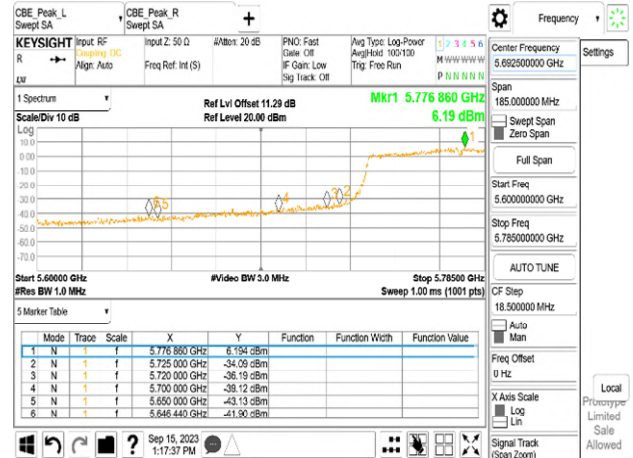 CBE_Peak_L
Swept SA
CBE_Peak_R
Swept SA
+
Frequency
KEYSIGHT
R
Input: RF
Coupling: DC
Align: Auto
Input Z: 50 Ω
Freq Ref: Int (S)
#Atten: 20 dB
PNO: Fast
Gate: Off
IF Gain: Low
Sig Track: Off
Avg Type: Log-Power
Avg|Hold: 100/100
Trig: Free Run
1 2 3 4 5 6
M W W W W W
P N N N N N
1 Spectrum
Scale/Div 10 dB
Ref Lvl Offset 11.29 dB
Ref Level 20.00 dBm
Mkr1 5.776 860 GHz
6.19 dBm
Log
10.0
0.00
-10.0
-20.0
-30.0
-40.0
-50.0
-60.0
-70.0
1
2
3
4
5
6
Start 5.60000 GHz
#Res BW 1.0 MHz
#Video BW 3.0 MHz
Stop 5.78500 GHz
Sweep 1.00 ms (1001 pts)
5 Marker Table
Mode Trace Scale X Y Function Function Width Function Value
1 N 1 f 5.776 860 GHz 6.194 dBm
2 N 1 f 5.725 000 GHz -34.09 dBm
3 N 1 f 5.720 000 GHz -36.19 dBm
4 N 1 f 5.700 000 GHz -39.12 dBm
5 N 1 f 5.650 000 GHz -43.13 dBm
6 N 1 f 5.646 440 GHz -41.90 dBm
?
Sep 15, 2023
1:17:37 PM
Center Frequency
5.692500000 GHz
Span
185.000000 MHz
Swept Span
Zero Span
Full Span
Start Freq
5.600000000 GHz
Stop Freq
5.785000000 GHz
AUTO TUNE
CF Step
18.500000 MHz
Auto
Man
Freq Offset
0 Hz
X Axis Scale
Log
Lin
Signal Track
(Span Zoom)
Settings
Local
Prototype
Limited
Sale
Allowed